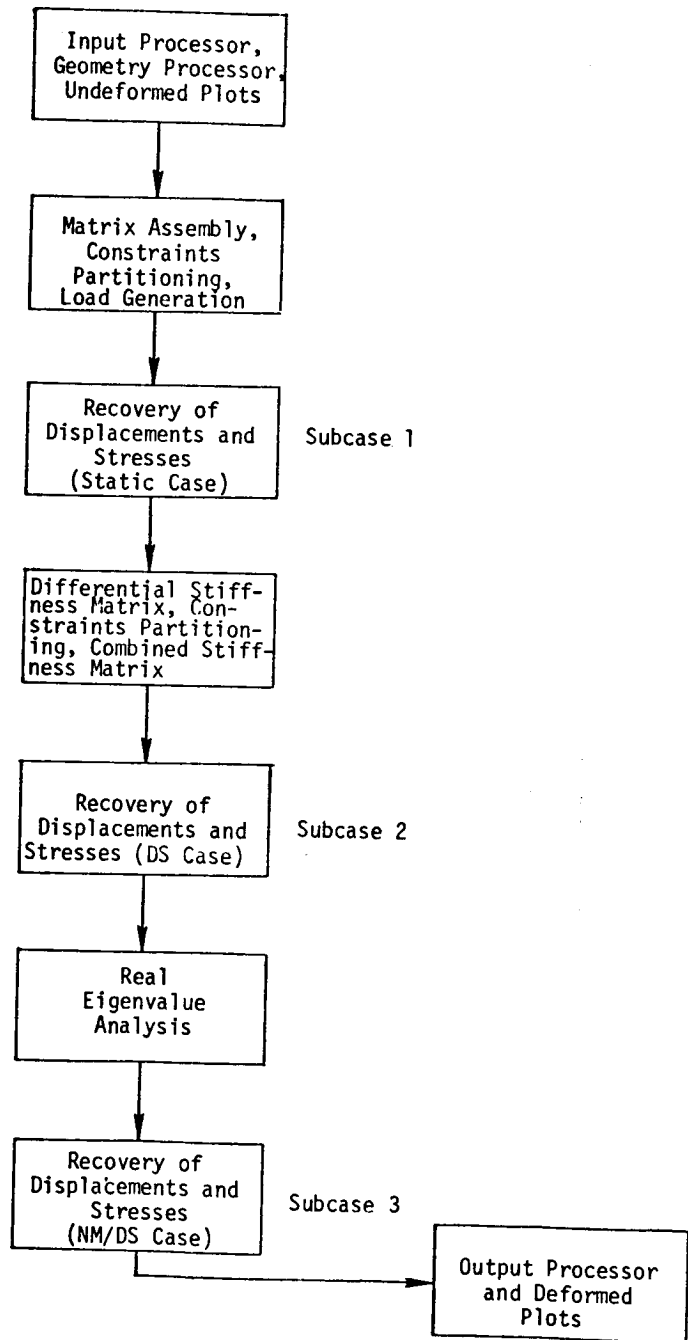 Input Processor,
Geometry Processor,
Undeformed Plots
Matrix Assembly,
Constraints
Partitioning,
Load Generation
Recovery of
Displacements and
Stresses
(Static Case)
Subcase 1
Differential Stiff-
ness Matrix, Con-
straints Partition-
ing, Combined Stiff-
ness Matrix
Recovery of
Displacements and
Stresses (DS Case)
Subcase 2
Real
Eigenvalue
Analysis
Recovery of
Displacements and
Stresses
(NM/DS Case)
Subcase 3
Output Processor
and Deformed
Plots